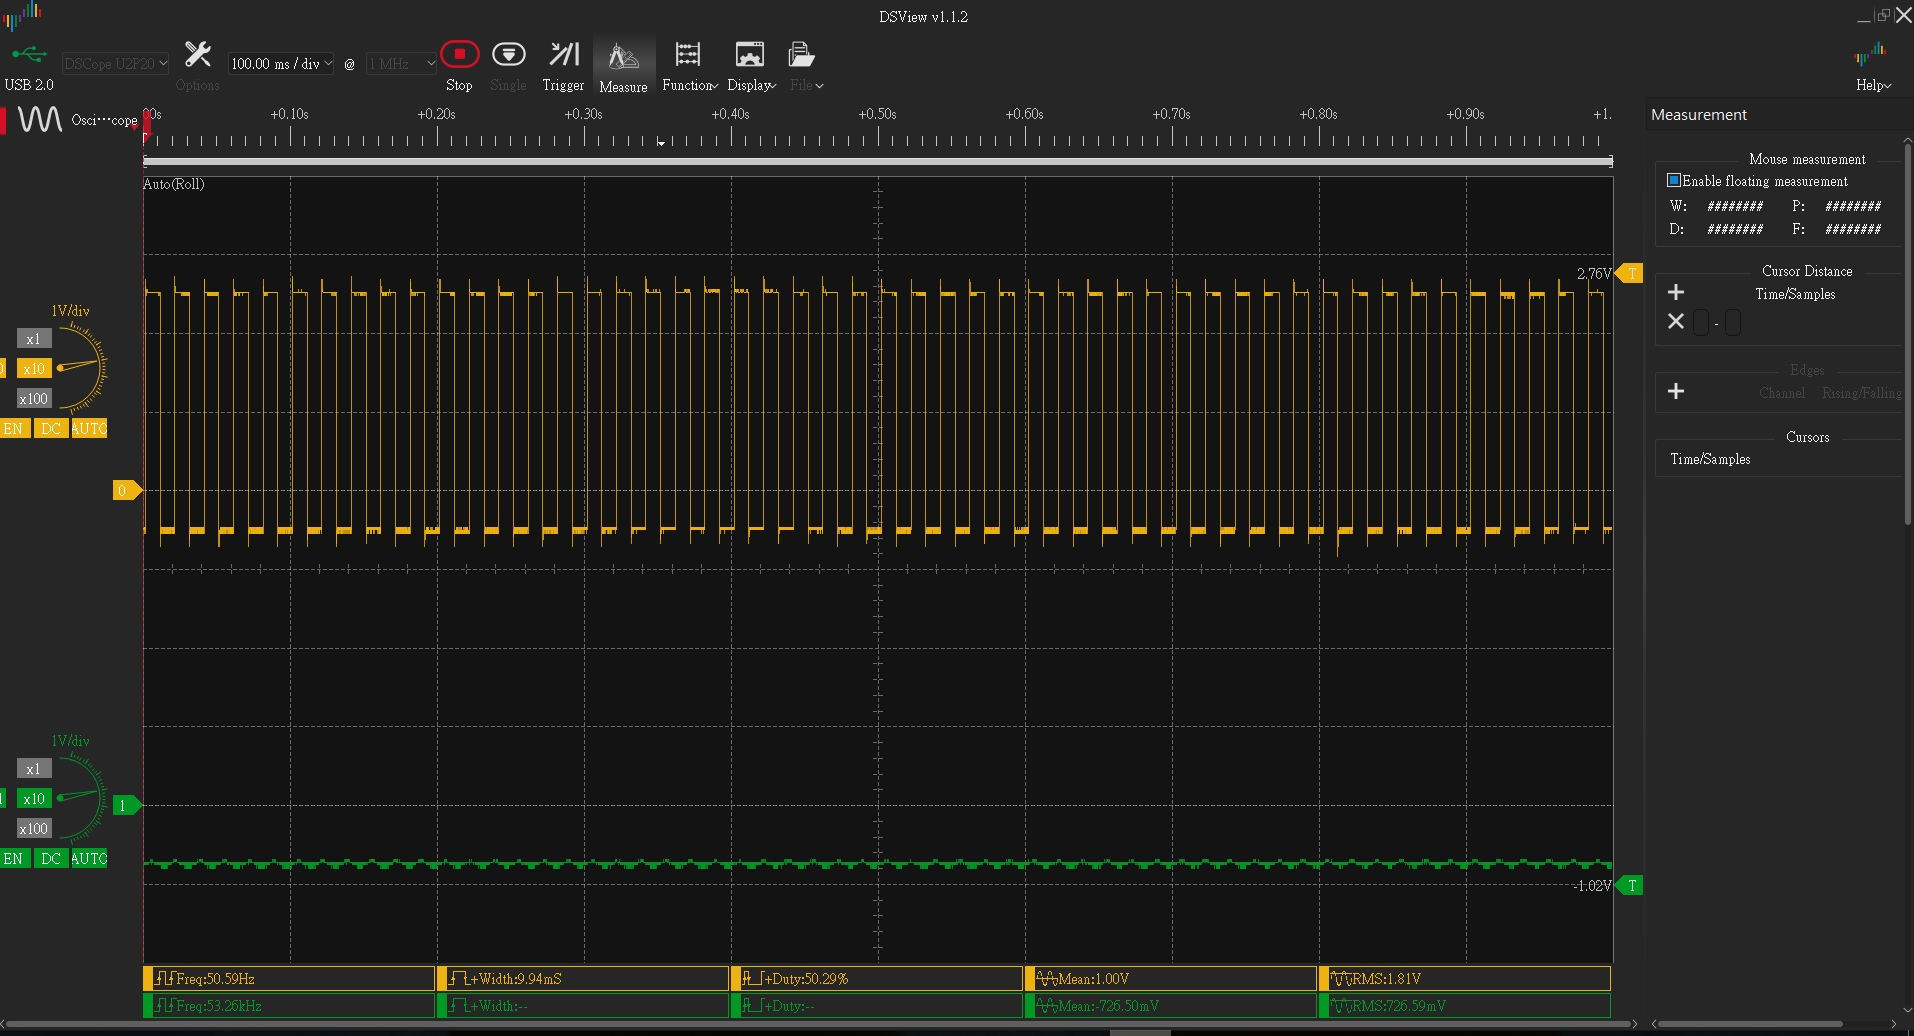 DSView v1.1.2
USB 2.0
DSCope U2P20
Options
100.00 ms / div @ 1 MHz
Stop
Single
Trigger
Measure
Function
Display
File
Help
Osci⋯cope
00s +0.10s +0.20s +0.30s +0.40s +0.50s +0.60s +0.70s +0.80s +0.90s +1.
Auto(Roll)
2.76V T
1V/div
x1
x10
x100
EN DC AUTO
0
1V/div
x1
x10
x100
EN DC AUTO
1
-1.02V T
Freq:50.59Hz +Width:9.94mS +Duty:50.29% Mean:1.00V RMS:1.81V
Freq:53.26kHz +Width:-- +Duty:-- Mean:-726.50mV RMS:726.59mV
Measurement
Mouse measurement
Enable floating measurement
W: ######## P: ########
D: ######## F: ########
Cursor Distance
Time/Samples
-
Edges
Channel Rising/Falling
Cursors
Time/Samples